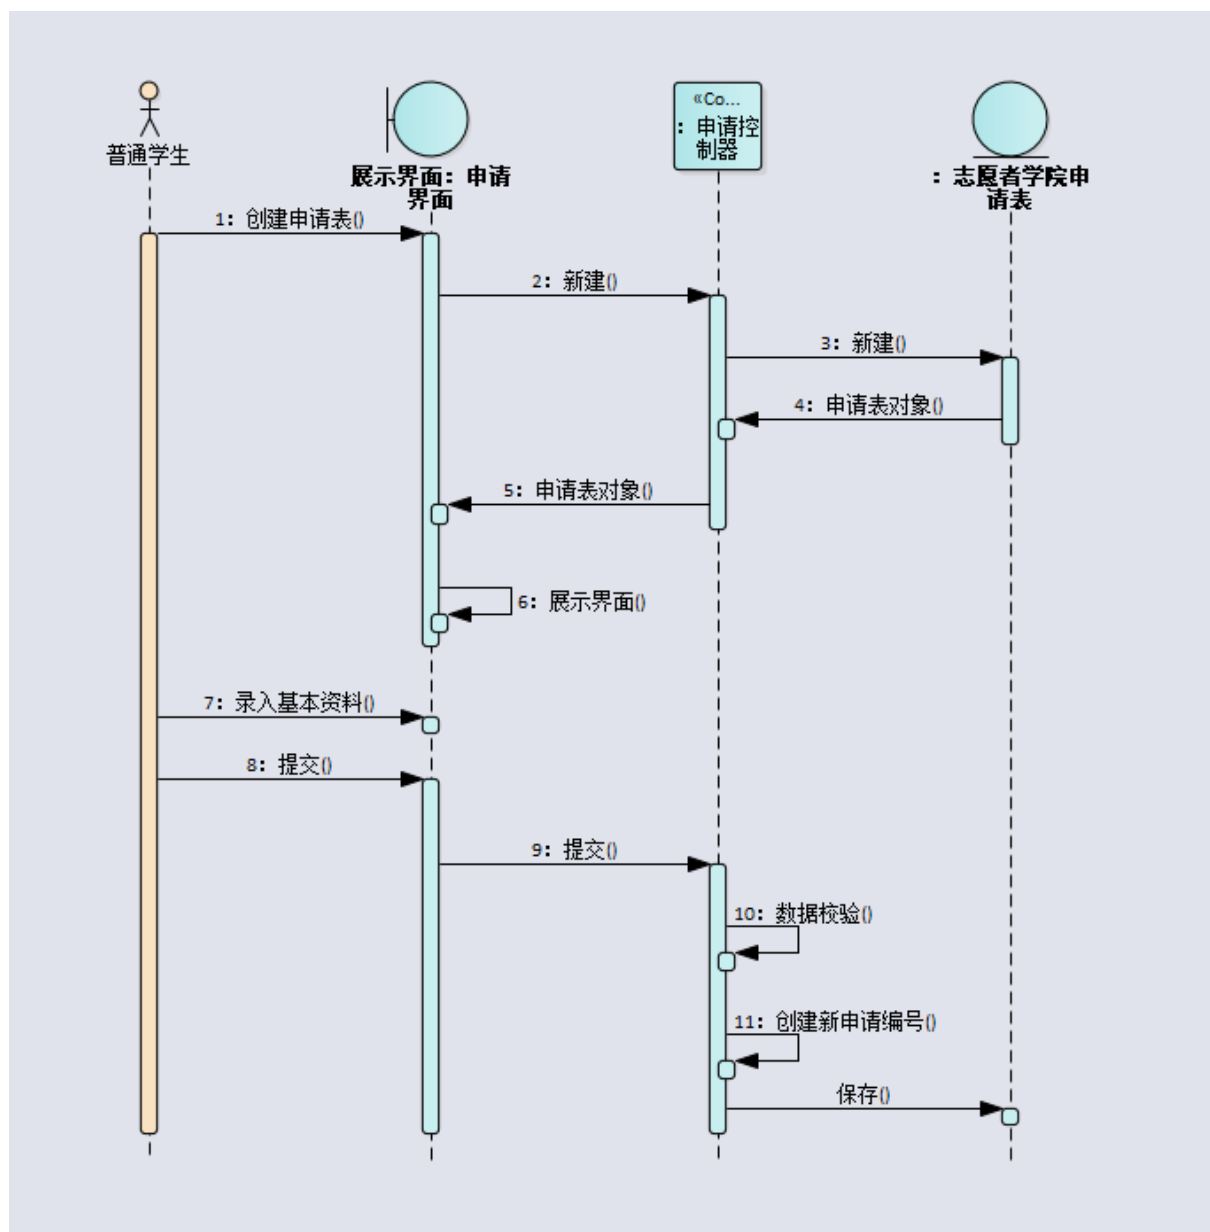 普通学生
展示界面：申请
界面
«Co...
：申请控
制器
：志愿者学院申
请表
1：创建申请表()
2：新建()
3：新建()
4：申请表对象()
5：申请表对象()
6：展示界面()
7：录入基本资料()
8：提交()
9：提交()
10：数据校验()
11：创建新申请编号()
保存()